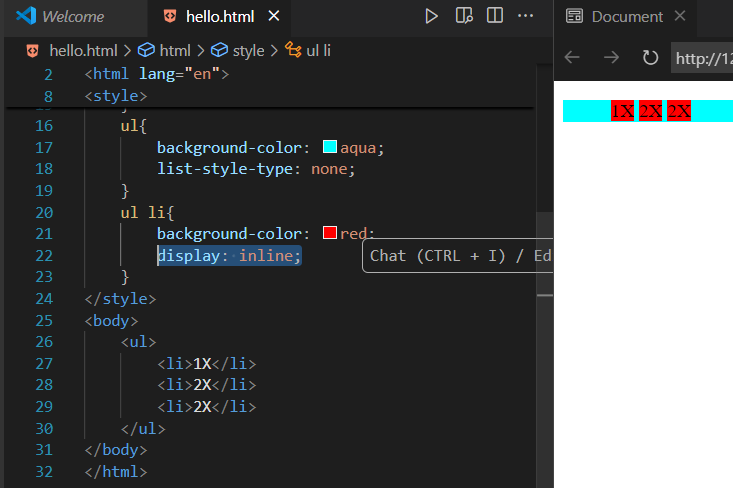 Welcome hello.html
hello.html > html > style > ul li
2 <html lang="en">
8 <style>
16 ul{
17 background-color: aqua;
18 list-style-type: none;
19 }
20 ul li{
21 background-color: red;
22 display: inline;
Chat (CTRL + I) / Ed
23 }
24 </style>
25 <body>
26 <ul>
27 <li>1X</li>
28 <li>2X</li>
29 <li>2X</li>
30 </ul>
31 </body>
32 </html>
Document
http://12
1X 2X 2X